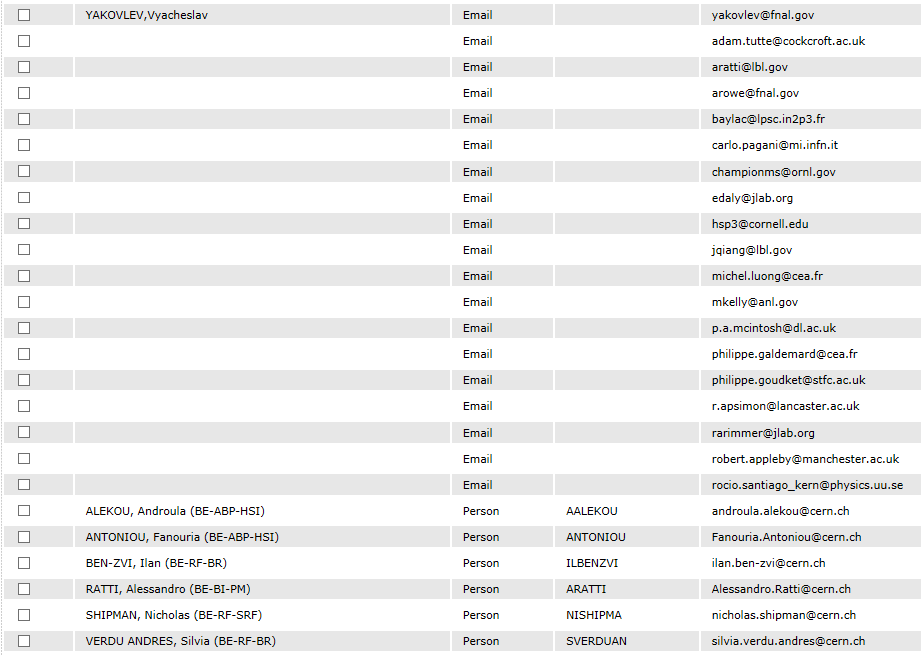 YAKOVLEV,Vyacheslav Email yakovlev@fnal.gov
Email adam.tutte@cockcroft.ac.uk
Email aratti@lbl.gov
Email arowe@fnal.gov
Email baylac@lpsc.in2p3.fr
Email carlo.pagani@mi.infn.it
Email championms@ornl.gov
Email edaly@jlab.org
Email hsp3@cornell.edu
Email jqiang@lbl.gov
Email michel.luong@cea.fr
Email mkelly@anl.gov
Email p.a.mcintosh@dl.ac.uk
Email philippe.galdemard@cea.fr
Email philippe.goudket@stfc.ac.uk
Email r.apsimon@lancaster.ac.uk
Email rarimmer@jlab.org
Email robert.appleby@manchester.ac.uk
Email rocio.santiago_kern@physics.uu.se
ALEKOU, Androula (BE-ABP-HSI) Person AALEKOU androula.alekou@cern.ch
ANTONIOU, Fanouria (BE-ABP-HSI) Person ANTONIOU Fanouria.Antoniou@cern.ch
BEN-ZVI, Ilan (BE-RF-BR) Person ILBENZVI ilan.ben-zvi@cern.ch
RATTI, Alessandro (BE-BI-PM) Person ARATTI Alessandro.Ratti@cern.ch
SHIPMAN, Nicholas (BE-RF-SRF) Person NISHIPMA nicholas.shipman@cern.ch
VERDU ANDRES, Silvia (BE-RF-BR) Person SVERDUAN silvia.verdu.andres@cern.ch